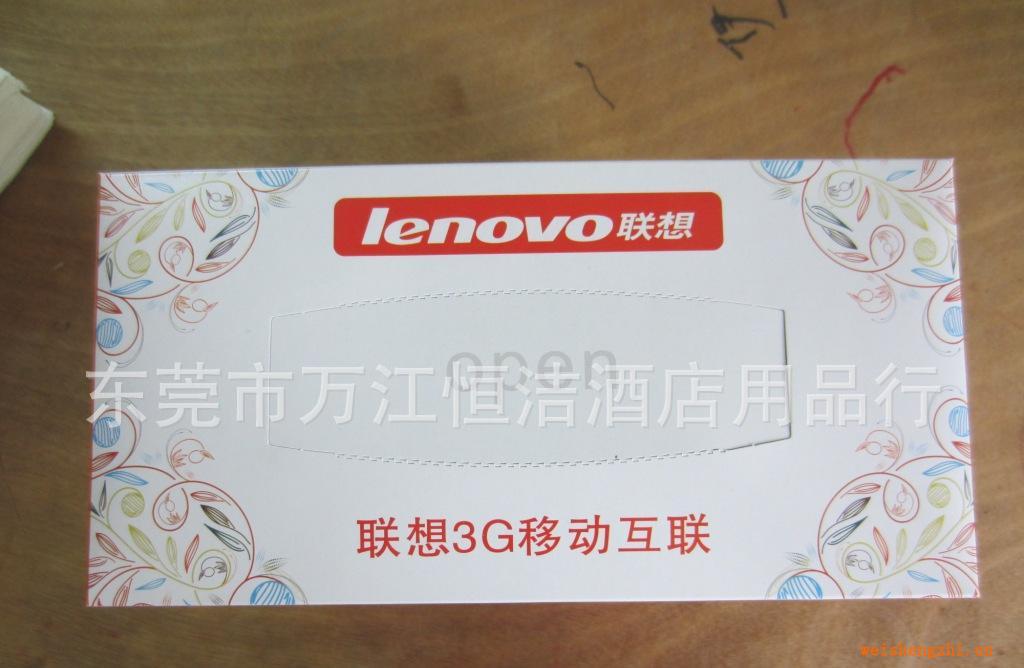 lenovo联想
open
东莞市万江恒洁酒店用品行
联想3G移动互联
weishengzhi.cn